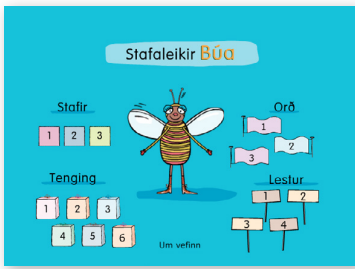 Stafaleikir Búa
Stafir
1 2 3
Orð
1
2
3
Tenging
1 2 3
4 5 6
Lestur
1 2
3 4
Um vefinn